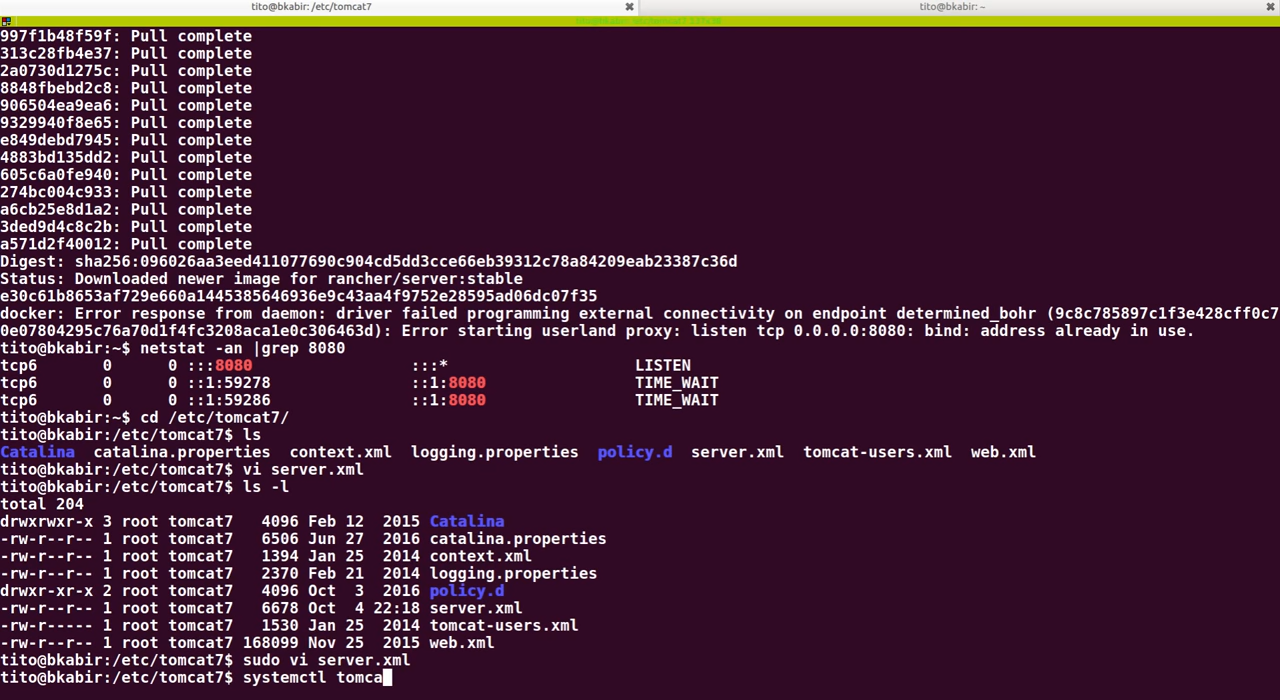 tito@bkabir: /etc/tomcat7
tito@bkabir: ~
997f1b48f59f: Pull complete
313c28fb4e37: Pull complete
2a0730d1275c: Pull complete
8848fbebd2c8: Pull complete
906504ea9ea6: Pull complete
9329940f8e65: Pull complete
e849debd7945: Pull complete
4883bd135dd2: Pull complete
605c6a0fe940: Pull complete
274bc004c933: Pull complete
a6cb25e8d1a2: Pull complete
3ded9d4c8c2b: Pull complete
a571d2f40012: Pull complete
Digest: sha256:096026aa3eed411077690c904cd5dd3cce66eb39312c78a84209eab23387c36d
Status: Downloaded newer image for rancher/server:stable
e30c61b8653af729e660a1445385646936e9c43aa4f9752e28595ad06dc07f35
docker: Error response from daemon: driver failed programming external connectivity on endpoint determined_bohr (9c8c785897c1f3e428cff0c7
0e07804295c76a70d1f4fc3208aca1e0c306463d): Error starting userland proxy: listen tcp 0.0.0.0:8080: bind: address already in use.
tito@bkabir:~$ netstat -an |grep 8080
tcp6       0      0 :::8080                 :::*                    LISTEN
tcp6       0      0 ::1:59278               ::1:8080                TIME_WAIT
tcp6       0      0 ::1:59286               ::1:8080                TIME_WAIT
tito@bkabir:~$ cd /etc/tomcat7/
tito@bkabir:/etc/tomcat7$ ls
Catalina  catalina.properties  context.xml  logging.properties  policy.d  server.xml  tomcat-users.xml  web.xml
tito@bkabir:/etc/tomcat7$ vi server.xml
tito@bkabir:/etc/tomcat7$ ls -l
total 204
drwxrwxr-x 3 root tomcat7   4096 Feb 12  2015 Catalina
-rw-r--r-- 1 root tomcat7   6506 Jun 27  2016 catalina.properties
-rw-r--r-- 1 root tomcat7   1394 Jan 25  2014 context.xml
-rw-r--r-- 1 root tomcat7   2370 Feb 21  2014 logging.properties
drwxr-xr-x 2 root tomcat7   4096 Oct  3  2016 policy.d
-rw-r--r-- 1 root tomcat7   6678 Oct  4 22:18 server.xml
-rw-r----- 1 root tomcat7   1530 Jan 25  2014 tomcat-users.xml
-rw-r--r-- 1 root tomcat7 168099 Nov 25  2015 web.xml
tito@bkabir:/etc/tomcat7$ sudo vi server.xml
tito@bkabir:/etc/tomcat7$ systemctl tomca